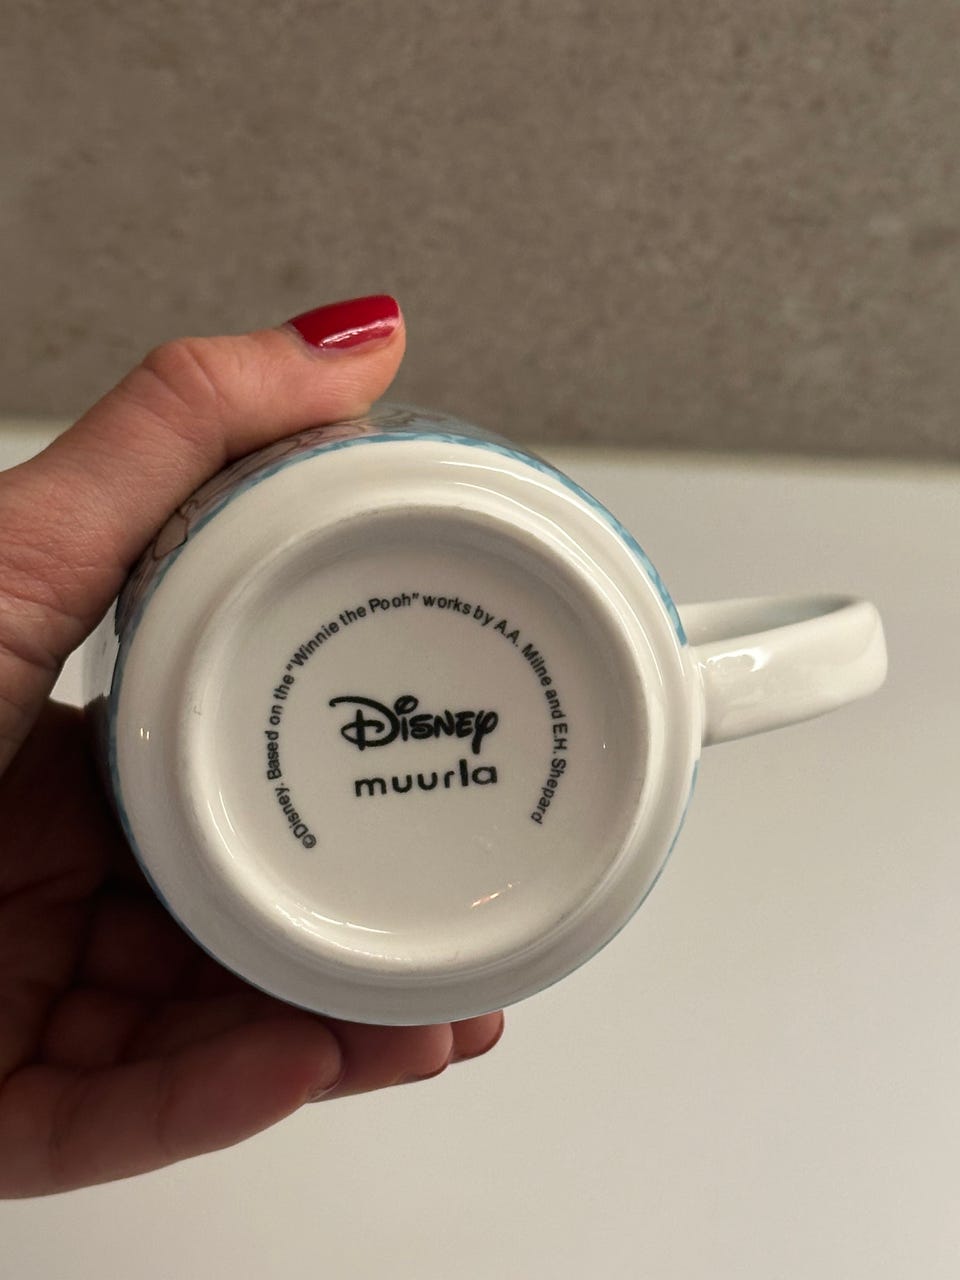 ©Disney. Based on the "Winnie the Pooh" works by A.A. Milne and E.H. Shepard
Disney
muurla